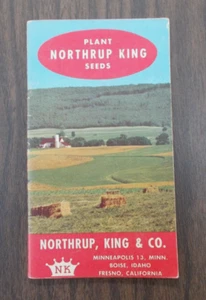 PLANT
NORTHRUP KING
SEEDS
NORTHRUP, KING & CO.
MINNEAPOLIS 13, MINN.
BOISE, IDAHO
FRESNO, CALIFORNIA
NK